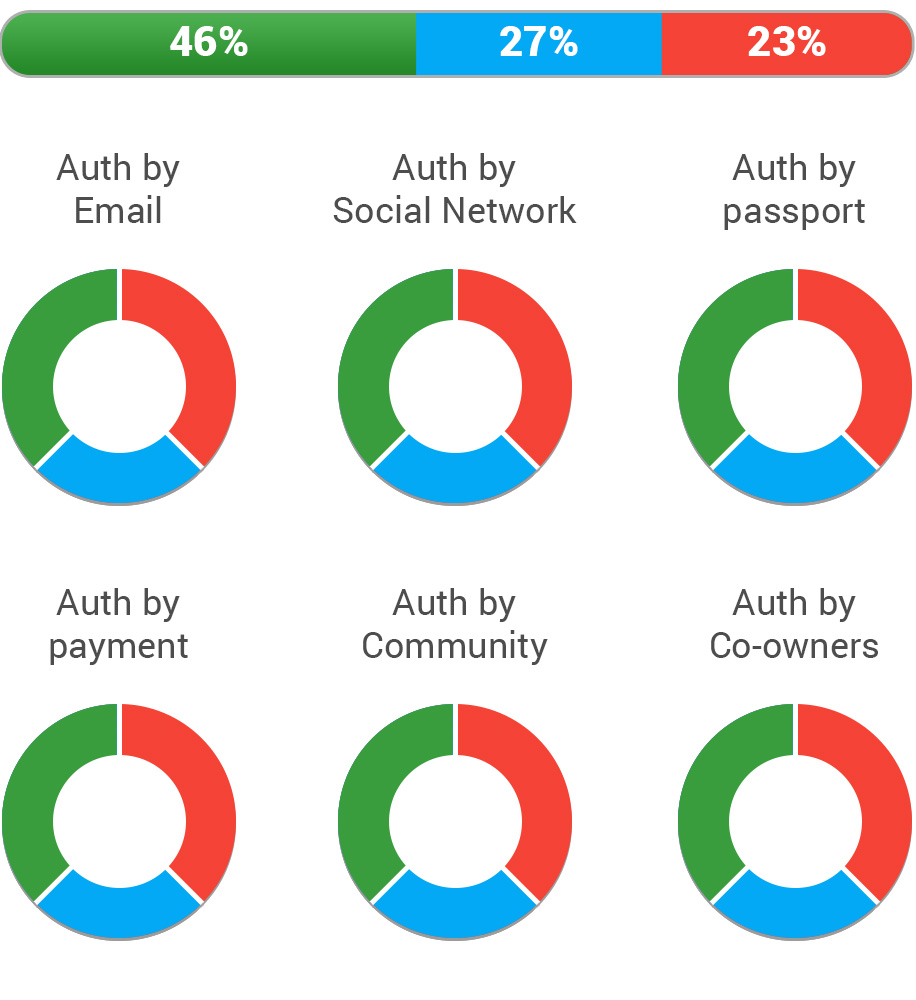 46% 27% 23%
Auth by
Email
Auth by
Social Network
Auth by
passport
Auth by
payment
Auth by
Community
Auth by
Co-owners